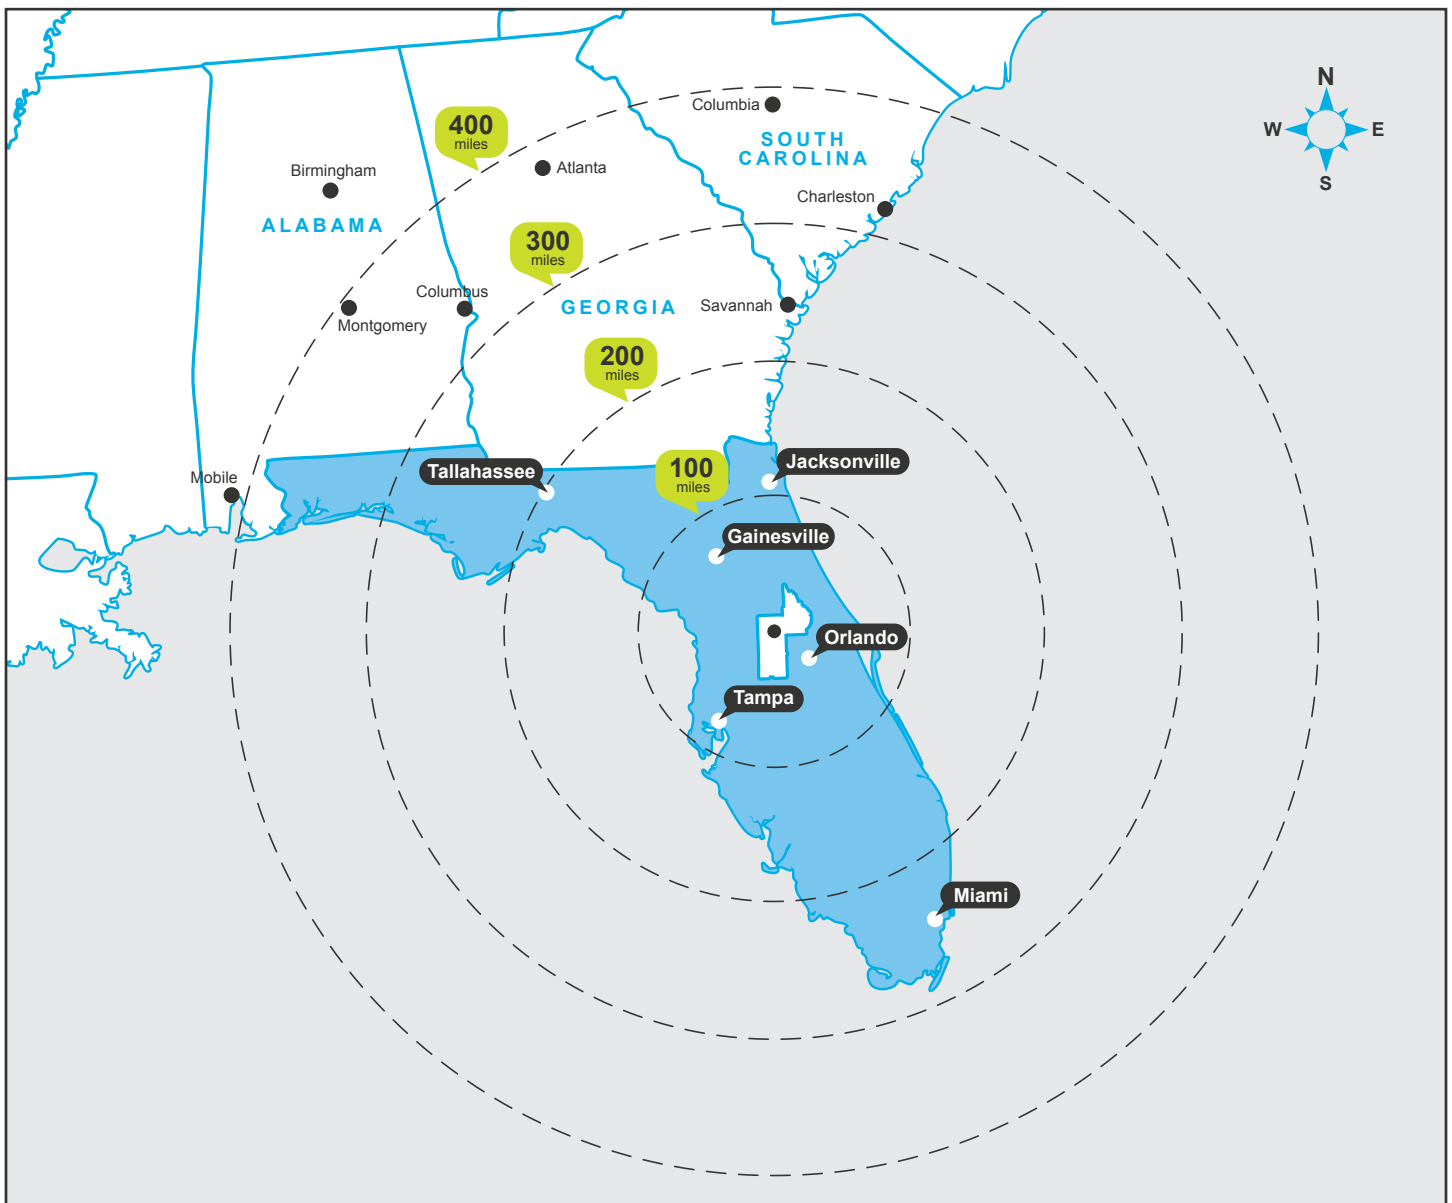 N
W
E
S
Columbia
400
miles
SOUTH
CAROLINA
Atlanta
Birmingham
Charleston
ALABAMA
300
miles
Columbus
GEORGIA
Savannah
Montgomery
200
miles
Jacksonville
100
miles
Tallahassee
Mobile
Gainesville
Orlando
Tampa
Miami